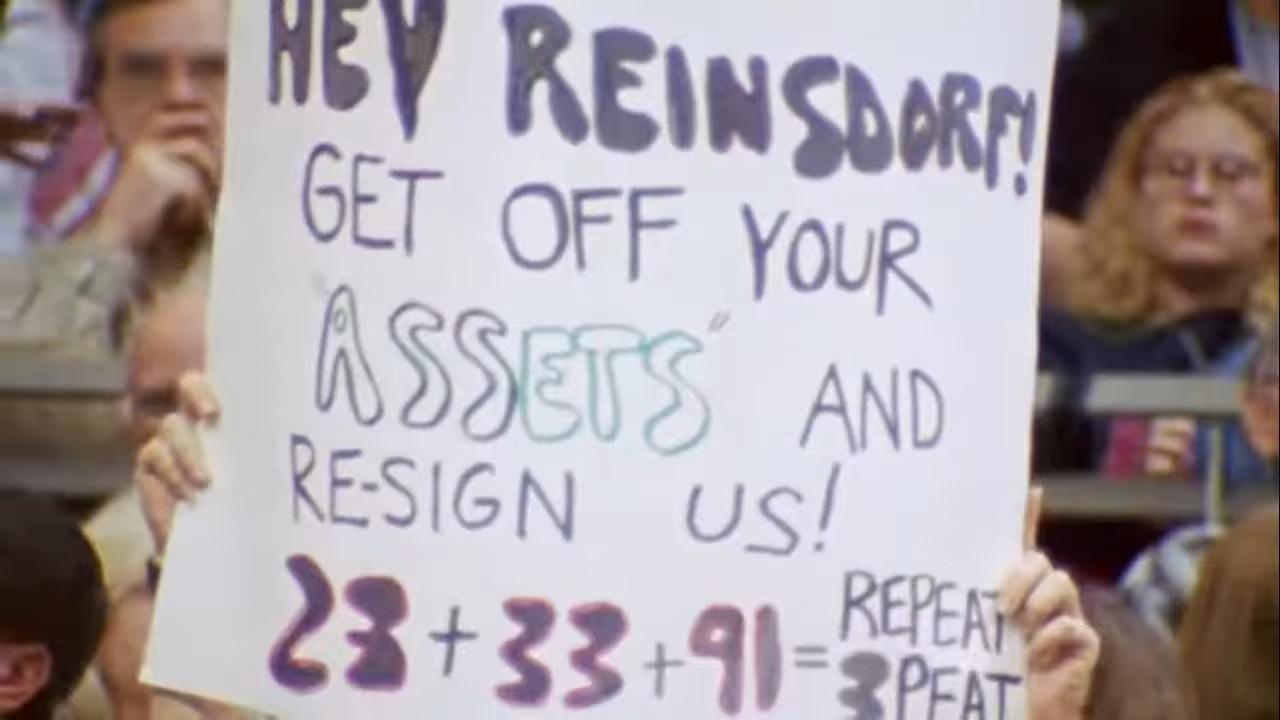 HEY REINSDORF!
GET OFF YOUR
"ASSETS" AND
RE-SIGN US!
23 + 33 + 91 = REPEAT
3PEAT